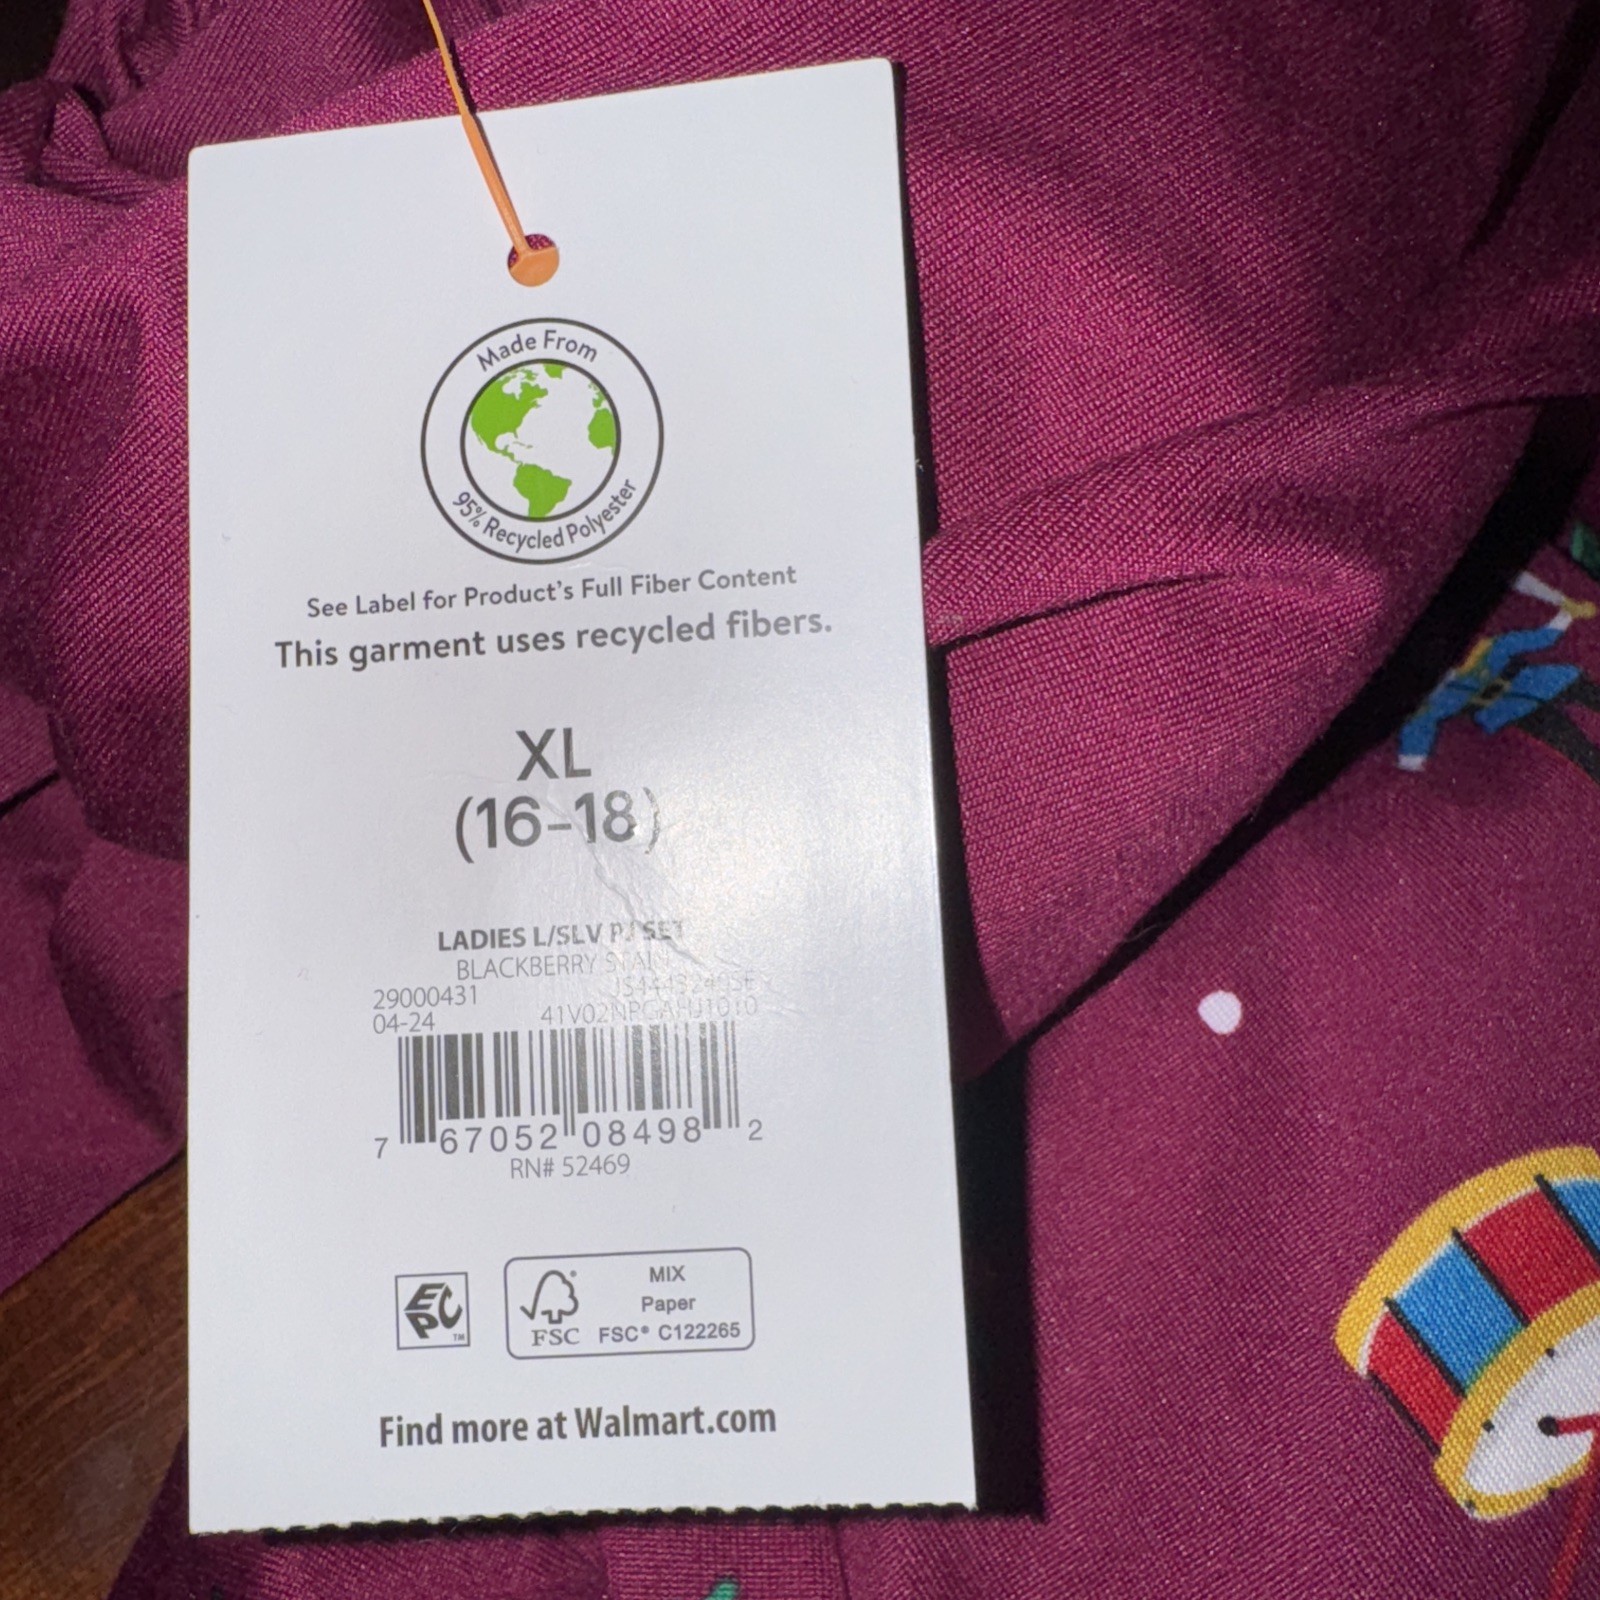 Made From
95% Recycled Polyester
See Label for Product's Full Fiber Content
This garment uses recycled fibers.
XL
(16-18)
LADIES L/SLV PJ SET
BLACKBERRY STAIN
29000431
04-24
7 67052 08498 2
RN# 52469
EPC TM
FSC
MIX
Paper
FSC® C122265
Find more at Walmart.com